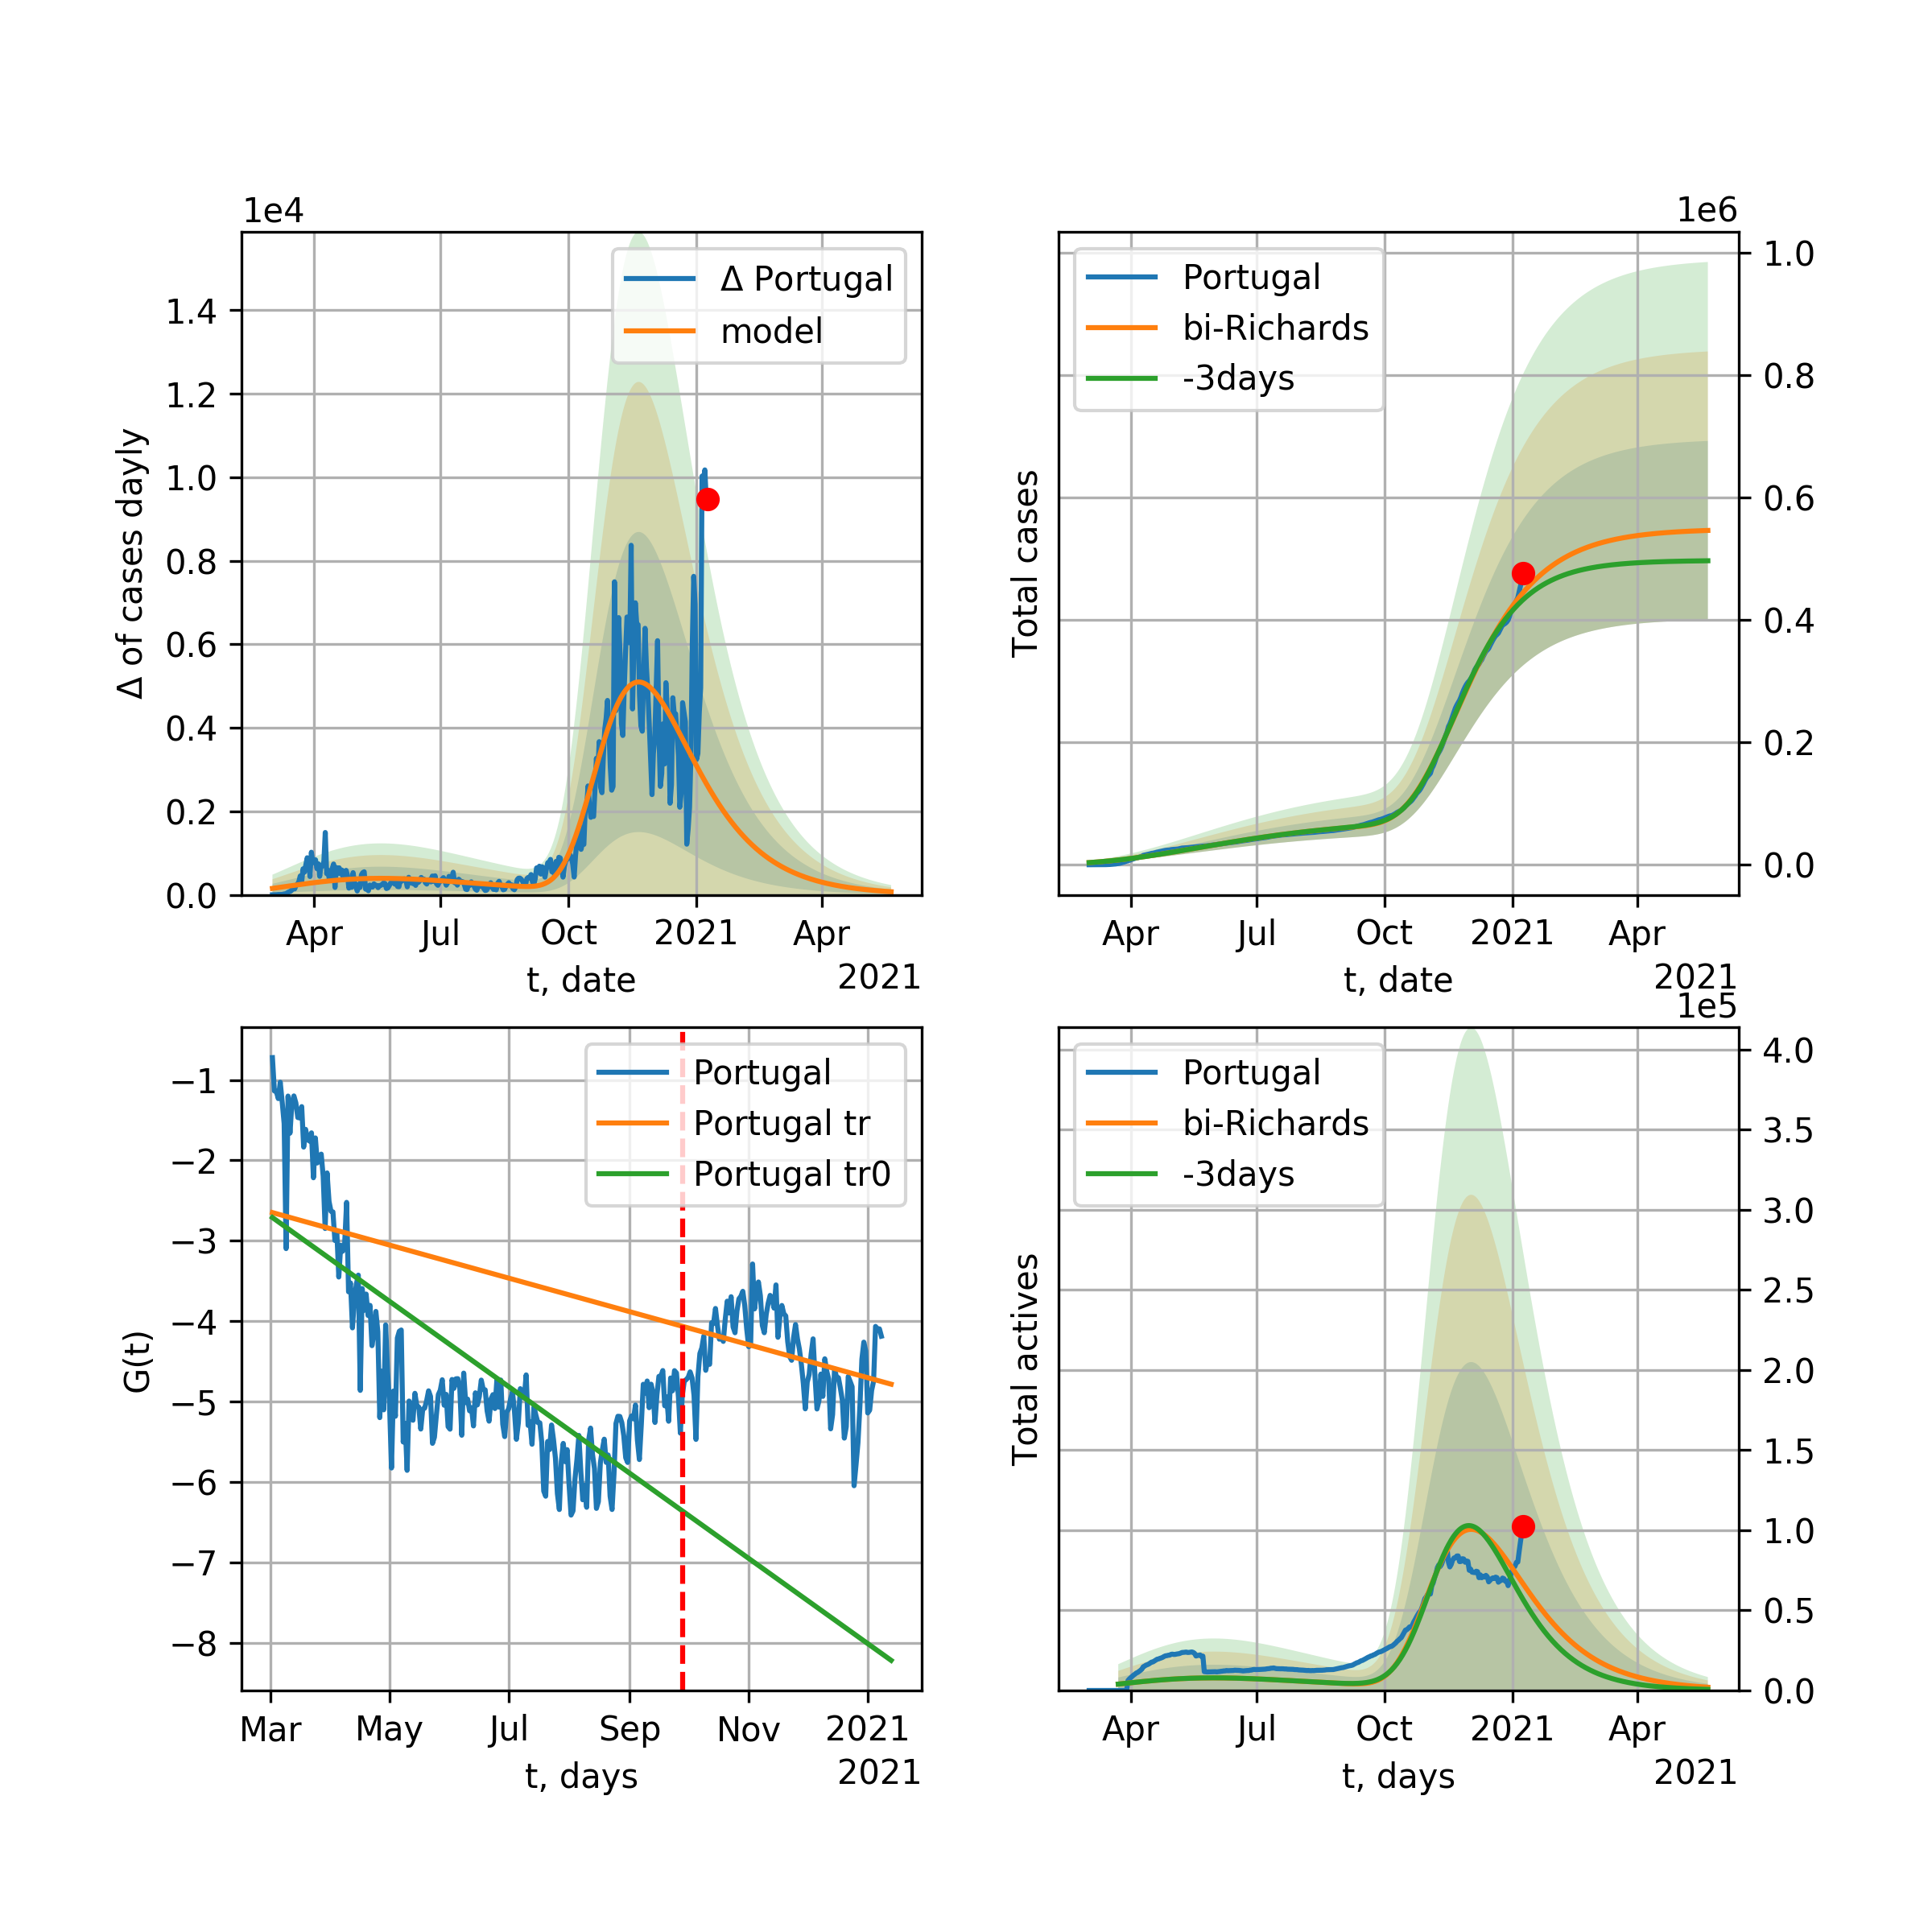 1e4
Δ of cases dayly
1.4
1.2
1.0
0.8
0.6
0.4
0.2
0.0
Δ Portugal
model
Apr
Jul
Oct
2021
Apr
t, date
2021
1e6
Total cases
Portugal
bi-Richards
-3days
1.0
0.8
0.6
0.4
0.2
0.0
Apr
Jul
Oct
2021
Apr
t, date
2021
G(t)
−1
−2
−3
−4
−5
−6
−7
−8
Portugal
Portugal tr
Portugal tr0
Mar
May
Jul
Sep
Nov
2021
t, days
2021
1e5
Total actives
Portugal
bi-Richards
-3days
4.0
3.5
3.0
2.5
2.0
1.5
1.0
0.5
0.0
Apr
Jul
Oct
2021
Apr
t, days
2021